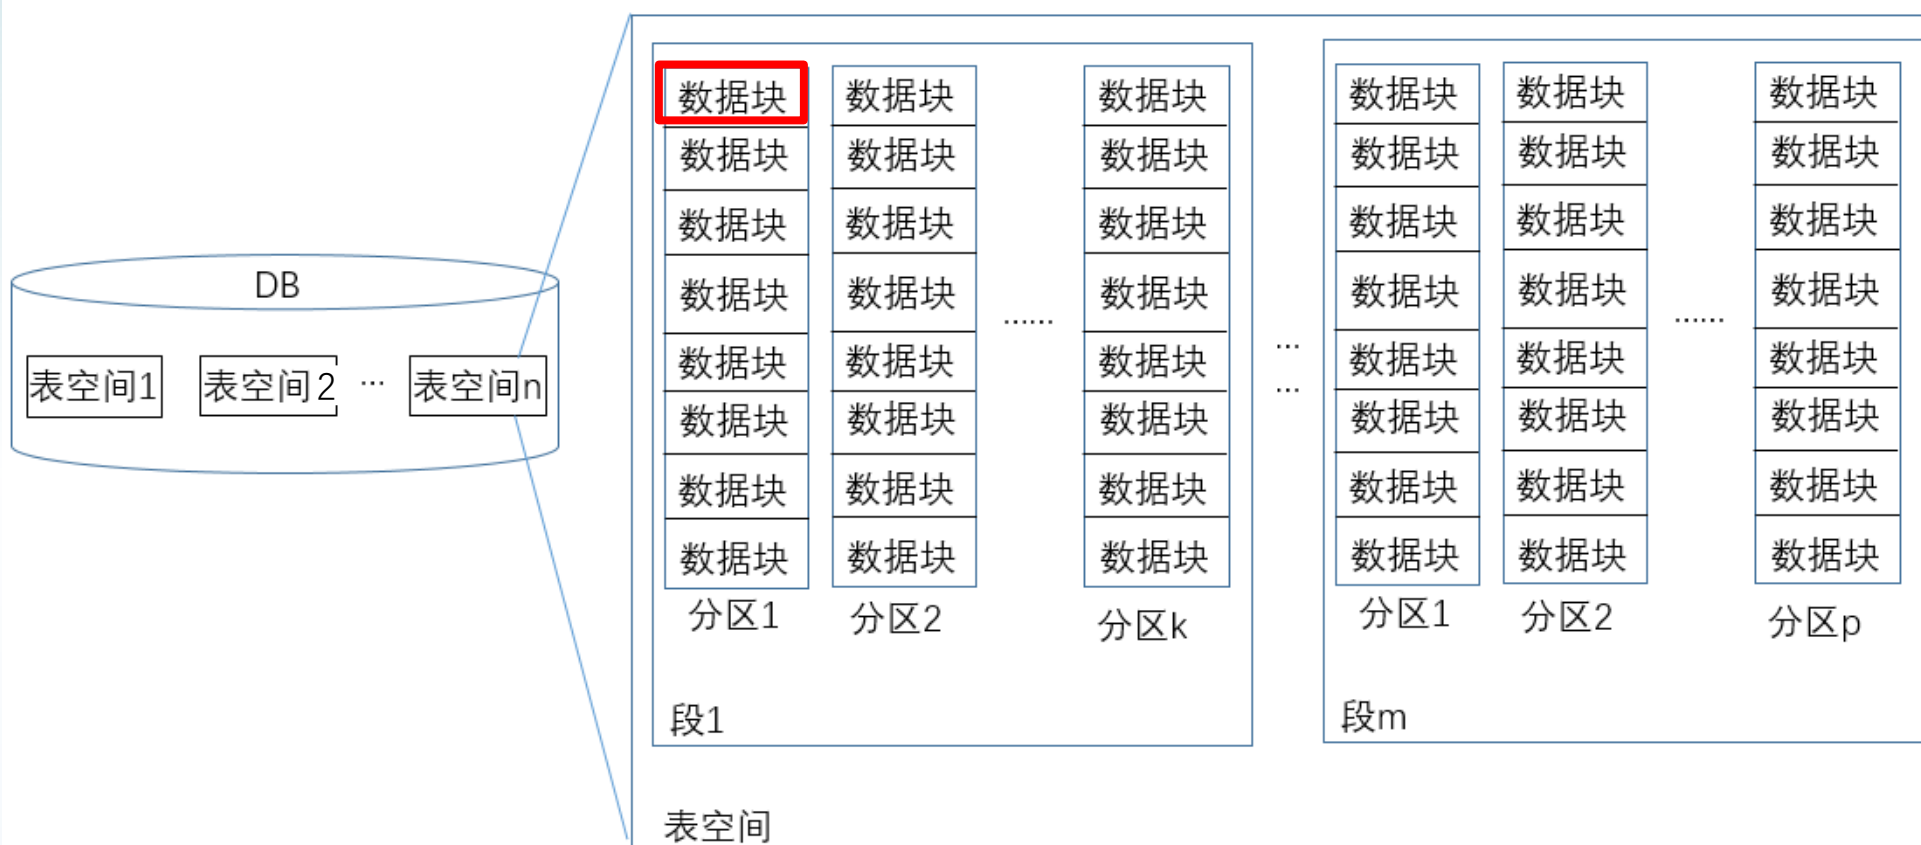 DB
表空间1 表空间2 … 表空间n
数据块 数据块 数据块 数据块 数据块 数据块
数据块 数据块 数据块 数据块 数据块 数据块
数据块 数据块 数据块 数据块 数据块 数据块
数据块 数据块 …… 数据块 数据块 数据块 …… 数据块
数据块 数据块 数据块 … 数据块 数据块 数据块
数据块 数据块 数据块 … 数据块 数据块 数据块
数据块 数据块 数据块 数据块 数据块 数据块
数据块 数据块 数据块 数据块 数据块 数据块
分区1 分区2 分区k 分区1 分区2 分区p
段1 段m
表空间